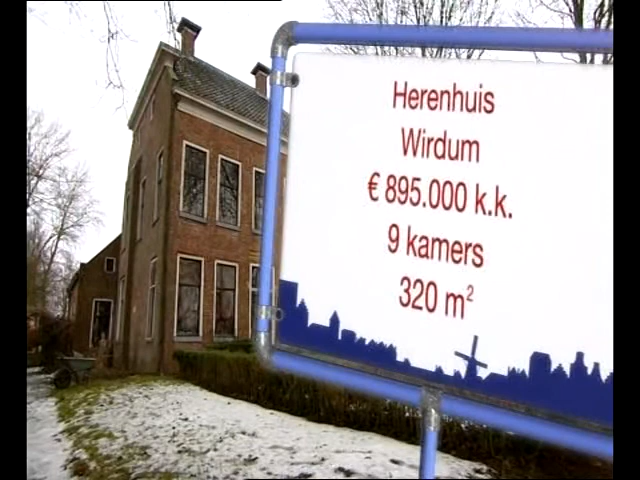 Herenhuis
Wirdum
€ 895.000 k.k.
9 kamers
320 m²